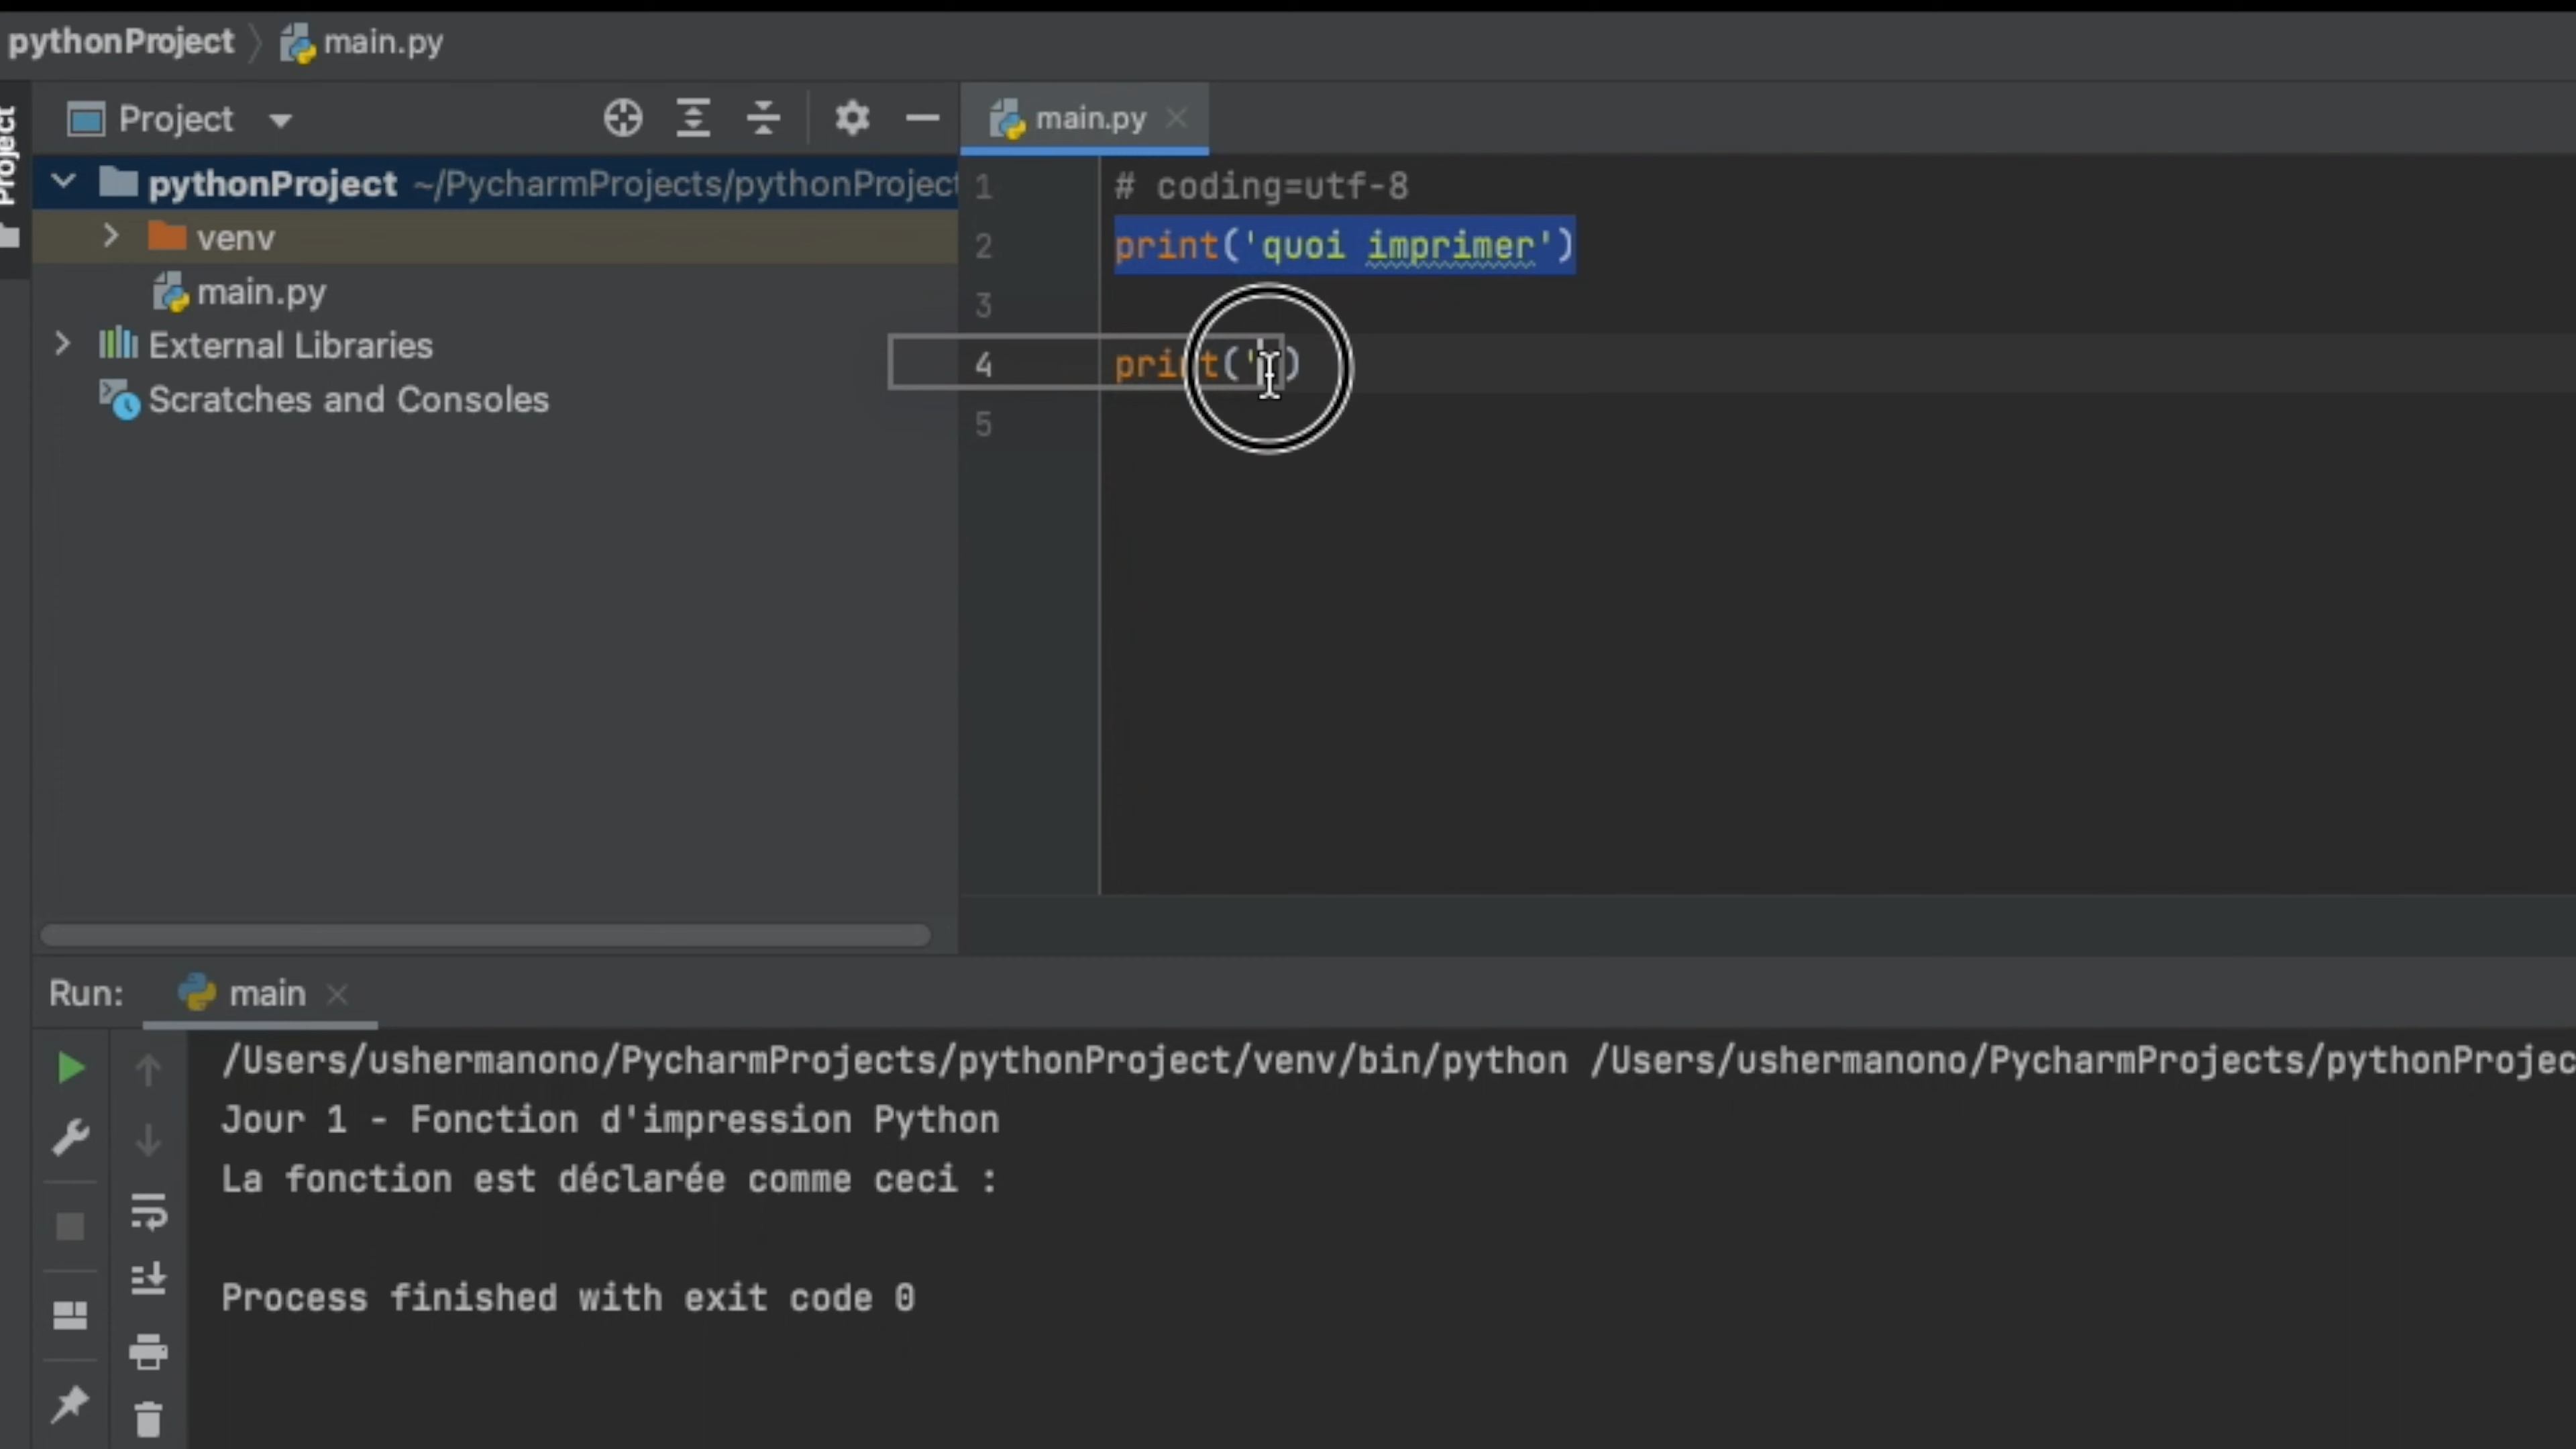 pythonProject
main.py
Project
Project
main.py
pythonProject ~/PycharmProjects/pythonProject
venv
main.py
External Libraries
Scratches and Consoles
1 # coding=utf-8
2 print('quoi imprimer')
3
4 print('')
5
Run: main
/Users/ushermanono/PycharmProjects/pythonProject/venv/bin/python /Users/ushermanono/PycharmProjects/pythonProjec
Jour 1 - Fonction d'impression Python
La fonction est déclarée comme ceci :
Process finished with exit code 0